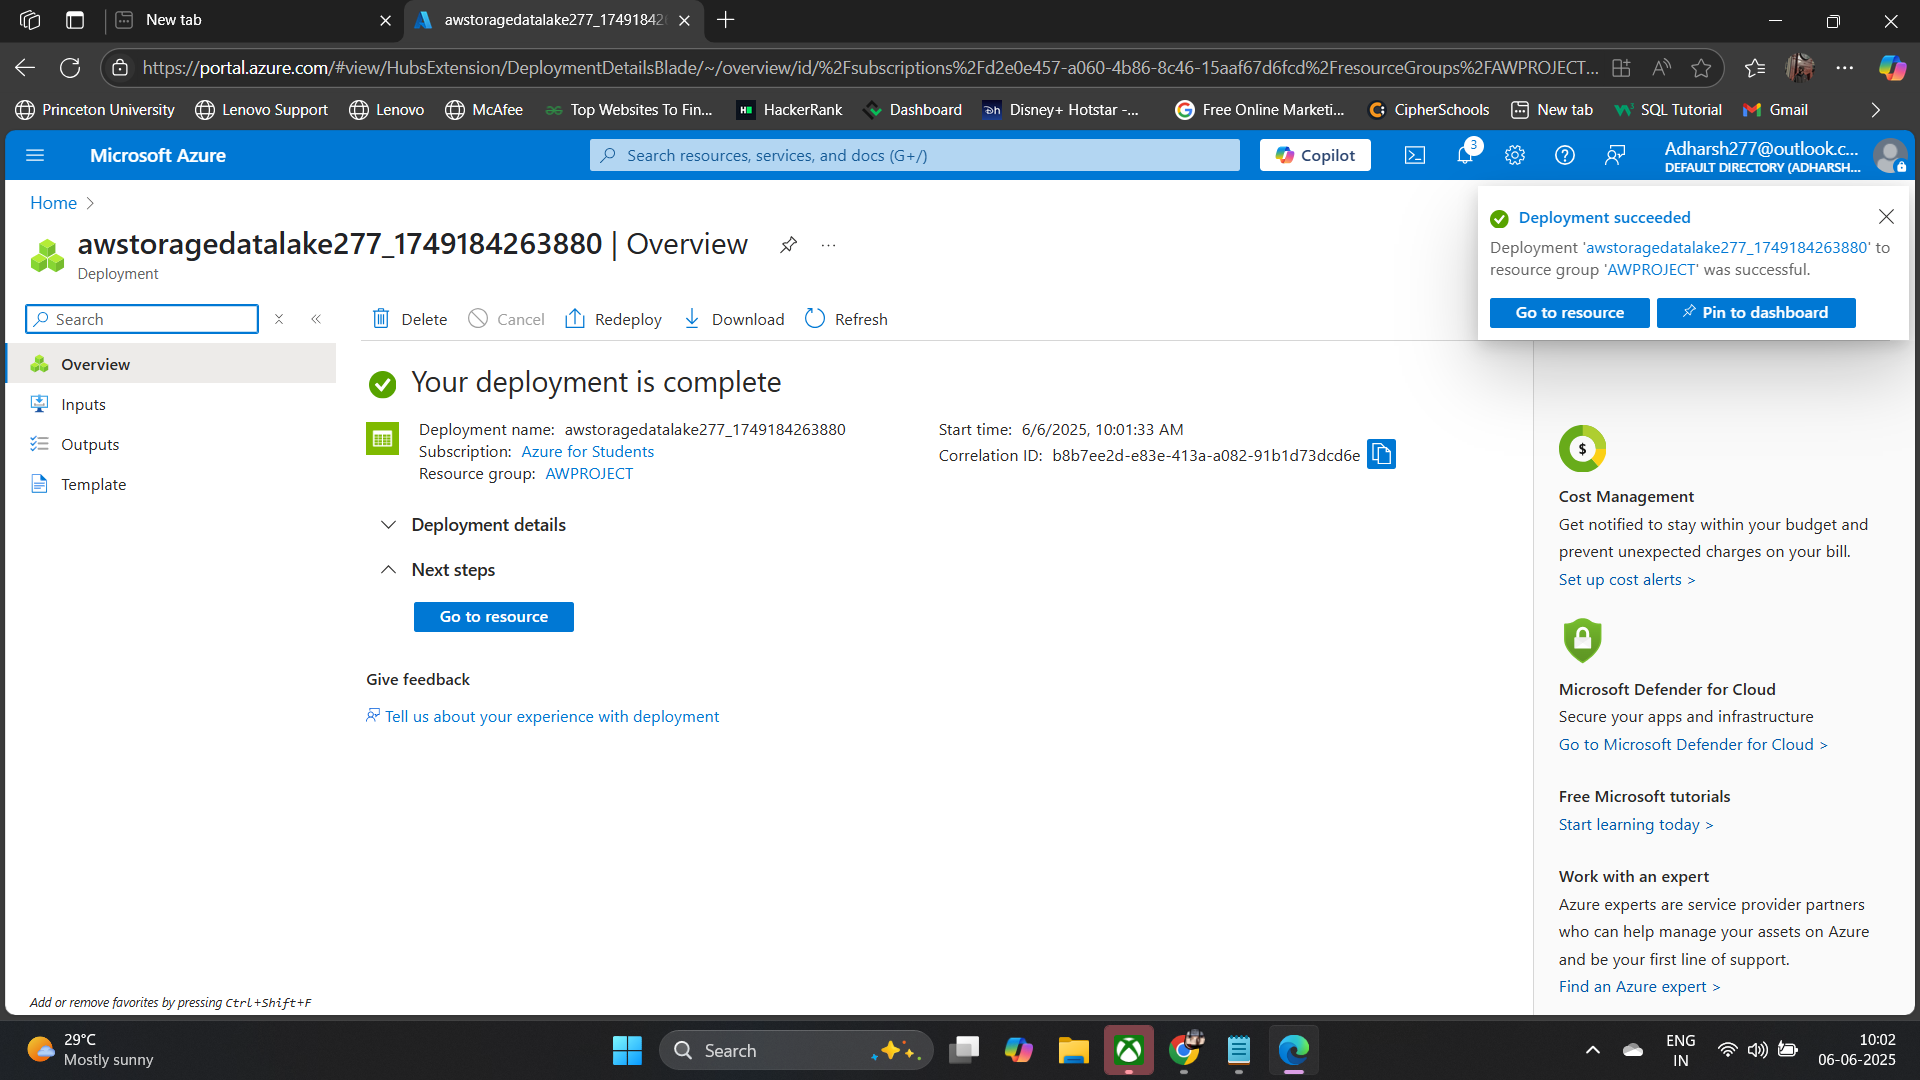 New tab
awstoragedatalake277_17491842
https://portal.azure.com/#view/HubsExtension/DeploymentDetailsBlade/~/overview/id/%2Fsubscriptions%2Fd2e0e457-a060-4b86-8c46-15aaf67d6fcd%2FresourceGroups%2FAWPROJECT...
Princeton University
Lenovo Support
Lenovo
McAfee
Top Websites To Fin...
HackerRank
Dashboard
Disney+ Hotstar -...
Free Online Marketi...
CipherSchools
New tab
SQL Tutorial
Gmail
Microsoft Azure
Search resources, services, and docs (G+/)
Copilot
3
Adharsh277@outlook.c...
DEFAULT DIRECTORY (ADHARSH...
Home
awstoragedatalake277_1749184263880 | Overview
Deployment
Deployment succeeded
Deployment 'awstoragedatalake277_1749184263880' to
resource group 'AWPROJECT' was successful.
Go to resource
Pin to dashboard
Search
Delete
Cancel
Redeploy
Download
Refresh
Overview
Inputs
Outputs
Template
Your deployment is complete
Deployment name: awstoragedatalake277_1749184263880
Subscription: Azure for Students
Resource group: AWPROJECT
Start time: 6/6/2025, 10:01:33 AM
Correlation ID: b8b7ee2d-e83e-413a-a082-91b1d73dcd6e
Deployment details
Next steps
Go to resource
Give feedback
Tell us about your experience with deployment
$
Cost Management
Get notified to stay within your budget and
prevent unexpected charges on your bill.
Set up cost alerts >
Microsoft Defender for Cloud
Secure your apps and infrastructure
Go to Microsoft Defender for Cloud >
Free Microsoft tutorials
Start learning today >
Work with an expert
Azure experts are service provider partners
who can help manage your assets on Azure
and be your first line of support.
Find an Azure expert >
Add or remove favorites by pressing Ctrl+Shift+F
29°C
Mostly sunny
Search
ENG
IN
10:02
06-06-2025